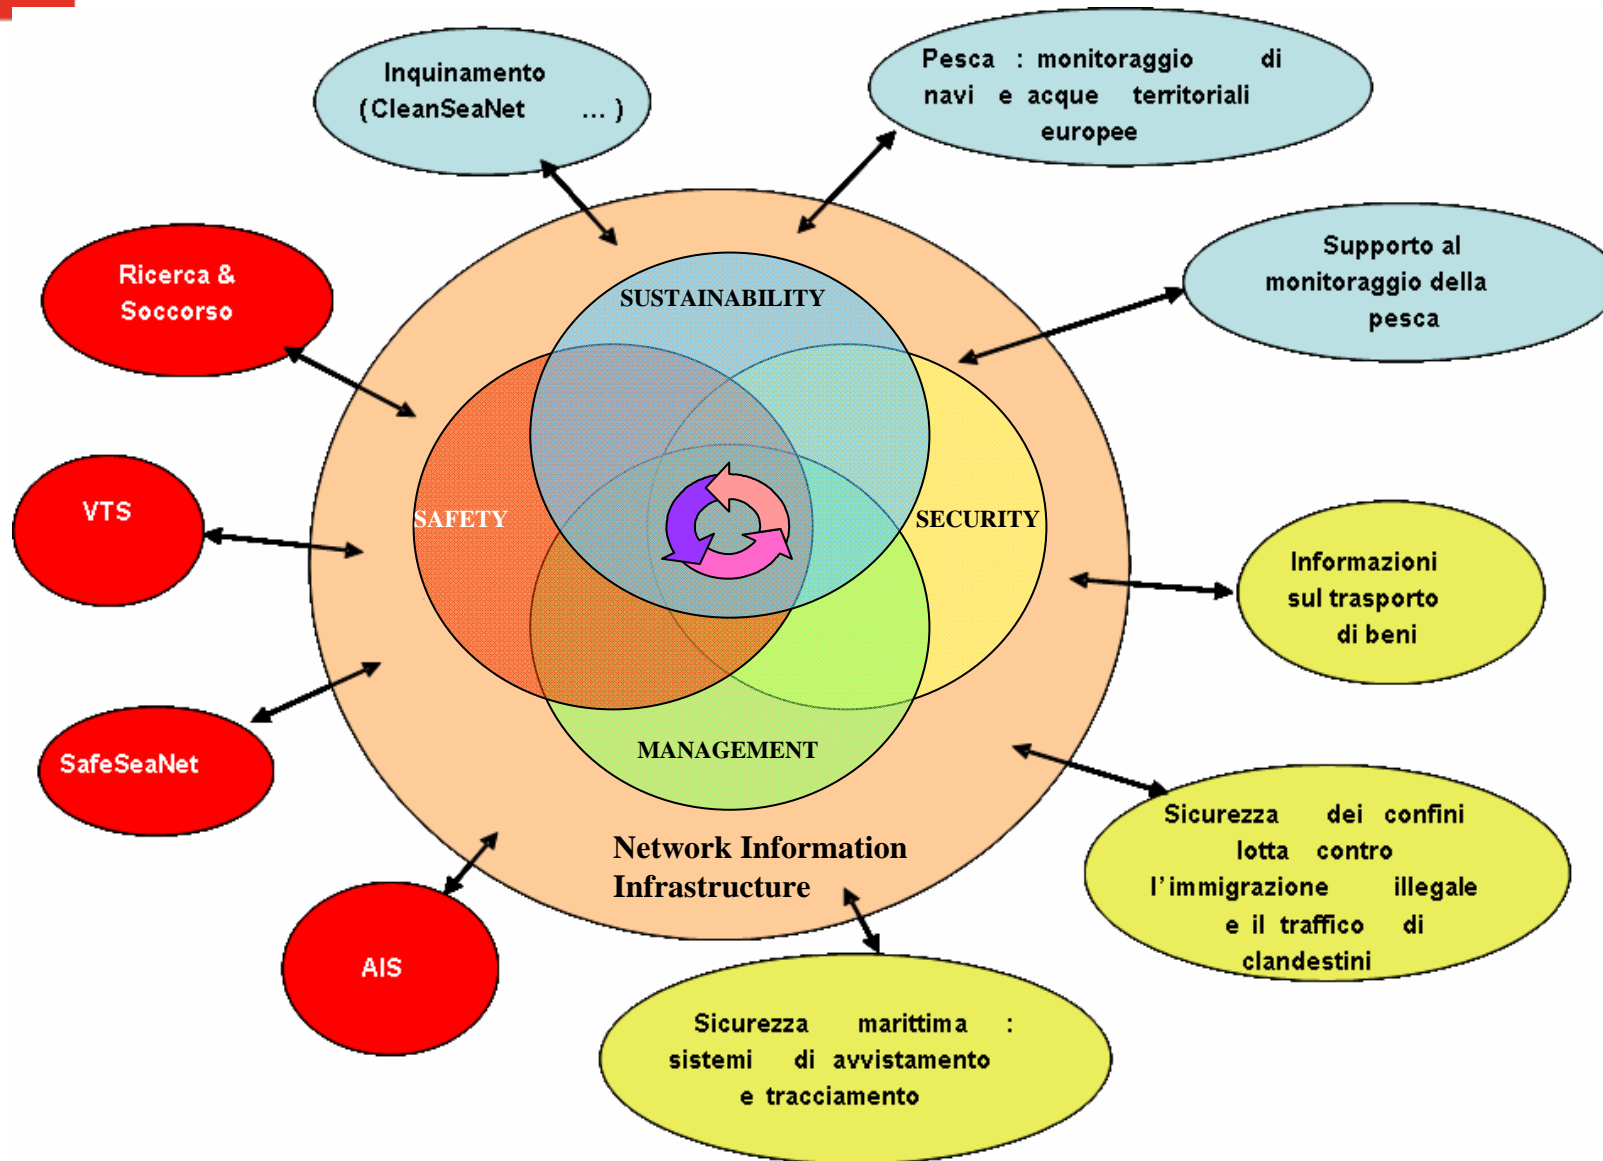 Inquinamento
(CleanSeaNet ... )
Pesca : monitoraggio di
navi e acque territoriali
europee
Ricerca &
Soccorso
Supporto al
monitoraggio della
pesca
SUSTAINABILITY
VTS
SAFETY
SECURITY
Informazioni
sul trasporto
di beni
SafeSeaNet
MANAGEMENT
Network Information
Infrastructure
Sicurezza dei confini
lotta contro
l'immigrazione illegale
e il traffico di
clandestini
AIS
Sicurezza marittima :
sistemi di avvistamento
e tracciamento